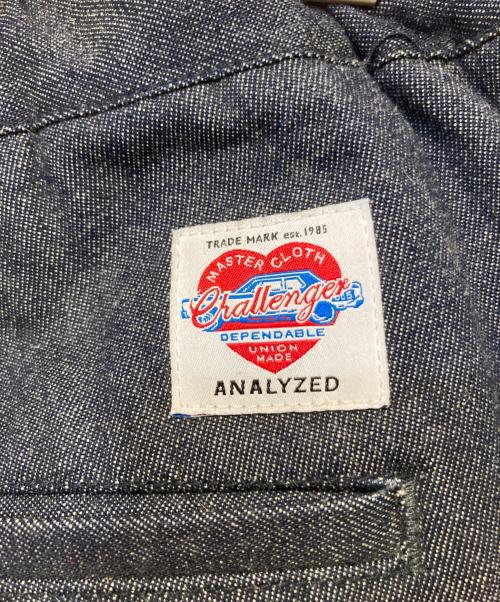 TRADE MARK est. 1985
MASTER CLOTH
Challenger
DEPENDABLE
UNION
MADE
ANALYZED